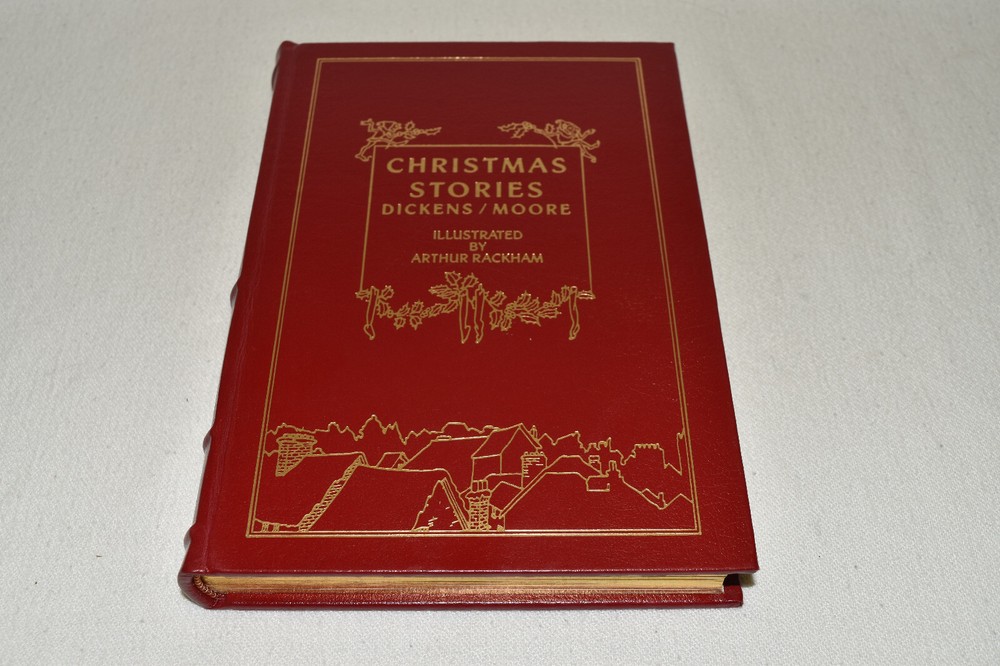 CHRISTMAS
STORIES
DICKENS / MOORE
ILLUSTRATED
BY
ARTHUR RACKHAM